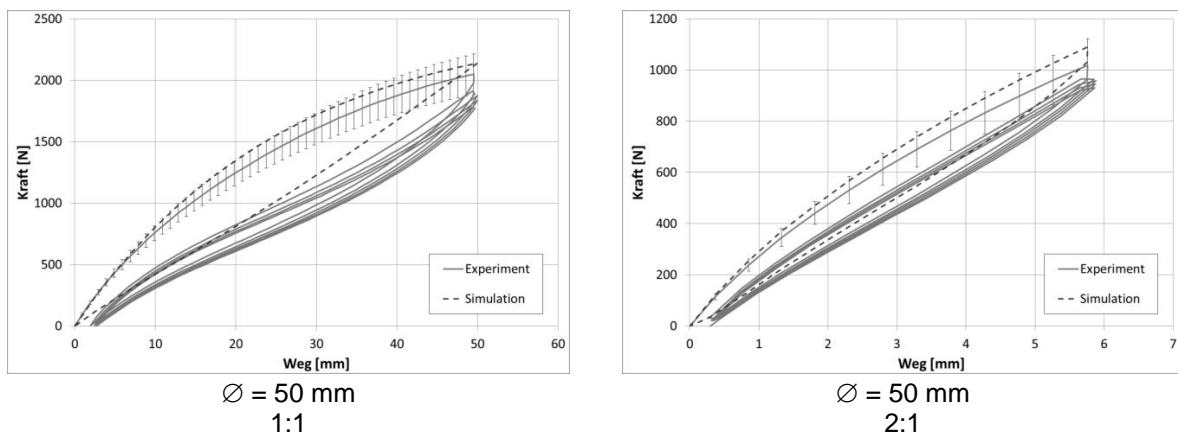 2500
2000
1500
1000
500
0
Kraft [N]
0 10 20 30 40 50 60
Weg [mm]
Experiment
Simulation
∅ = 50 mm
1:1
1200
1000
800
600
400
200
0
Kraft [N]
0 1 2 3 4 5 6 7
Weg [mm]
Experiment
Simulation
∅ = 50 mm
2:1